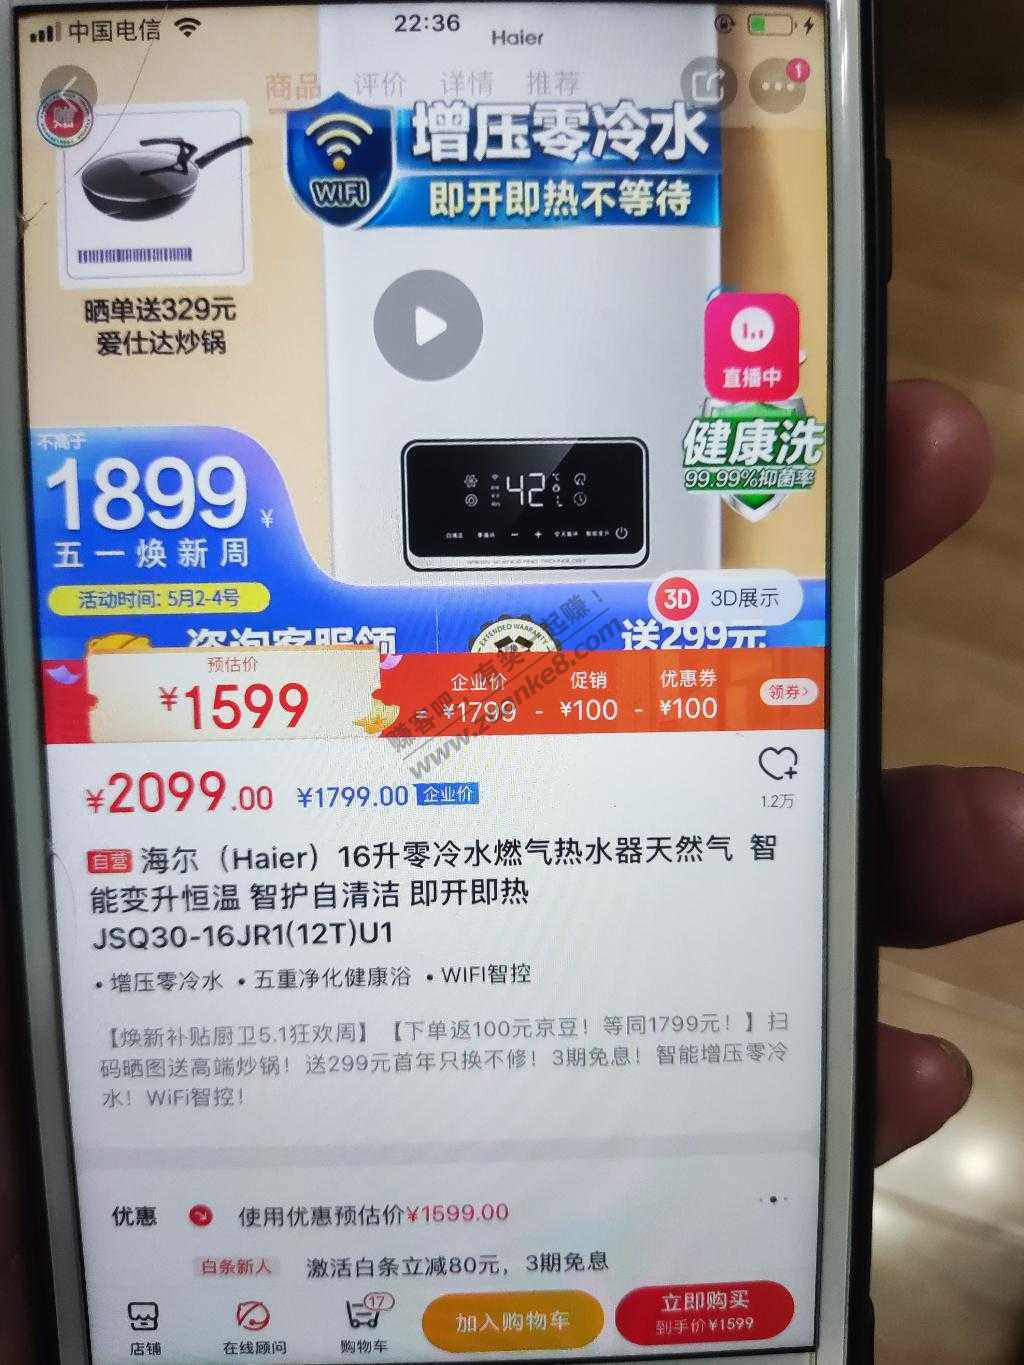 中国电信
22:36
Haier
商品 评价 详情 推荐
1
WIFI
增压零冷水
即开即热不等待
晒单送329元
爱仕达炒锅
直播中
健康洗
99.99%抑菌率
不高于
1899¥
五一焕新周
活动时间: 5月2-4号
42
3D 3D展示
咨询客服领
EXTENDED WARRANTY
送299元
预估价
¥1599
企业价 促销 优惠券
= ¥1799 - ¥100 - ¥100
领券>
赚客吧，有奖一起赚！
www.zuanke8.com
¥2099.00 ¥1799.00 企业价
1.2万
自营 海尔（Haier）16升零冷水燃气热水器天然气 智
能变升恒温 智护自清洁 即开即热
JSQ30-16JR1(12T)U1
· 增压零冷水 · 五重净化健康浴 · WIFI智控
【焕新补贴厨卫5.1狂欢周】【下单返100元京豆！等同1799元！】扫
码晒图送高端炒锅！送299元首年只换不修！3期免息！智能增压零冷
水！WiFi智控！
优惠 使用优惠预估价¥1599.00
白条新人 激活白条立减80元，3期免息
店铺
在线顾问
17
购物车
加入购物车
立即购买
到手价¥1599